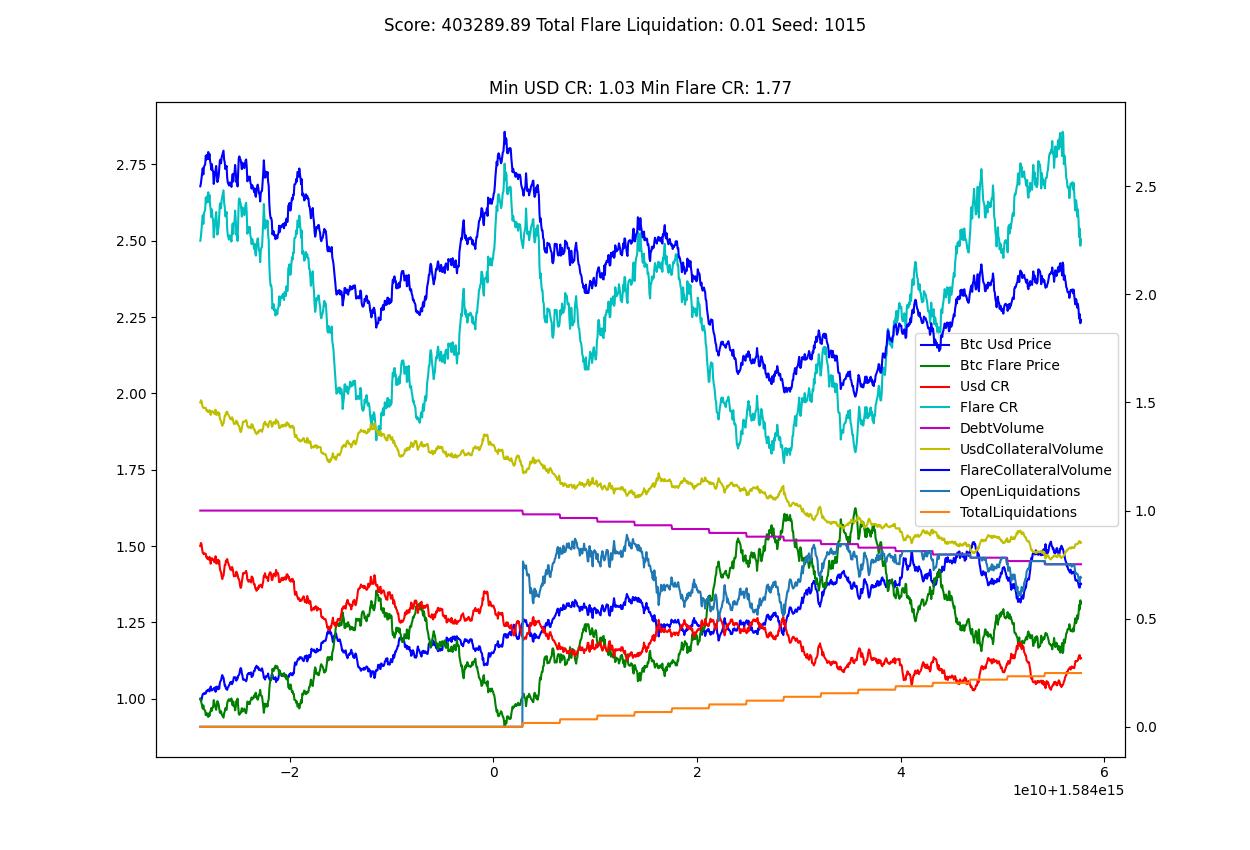 Score: 403289.89 Total Flare Liquidation: 0.01 Seed: 1015
Min USD CR: 1.03 Min Flare CR: 1.77
2.75
2.50
2.25
2.00
1.75
1.50
1.25
1.00
2.5
2.0
1.5
1.0
0.5
0.0
Btc Usd Price
Btc Flare Price
Usd CR
Flare CR
DebtVolume
UsdCollateralVolume
FlareCollateralVolume
OpenLiquidations
TotalLiquidations
−2 0 2 4 6
1e10+1.584e15